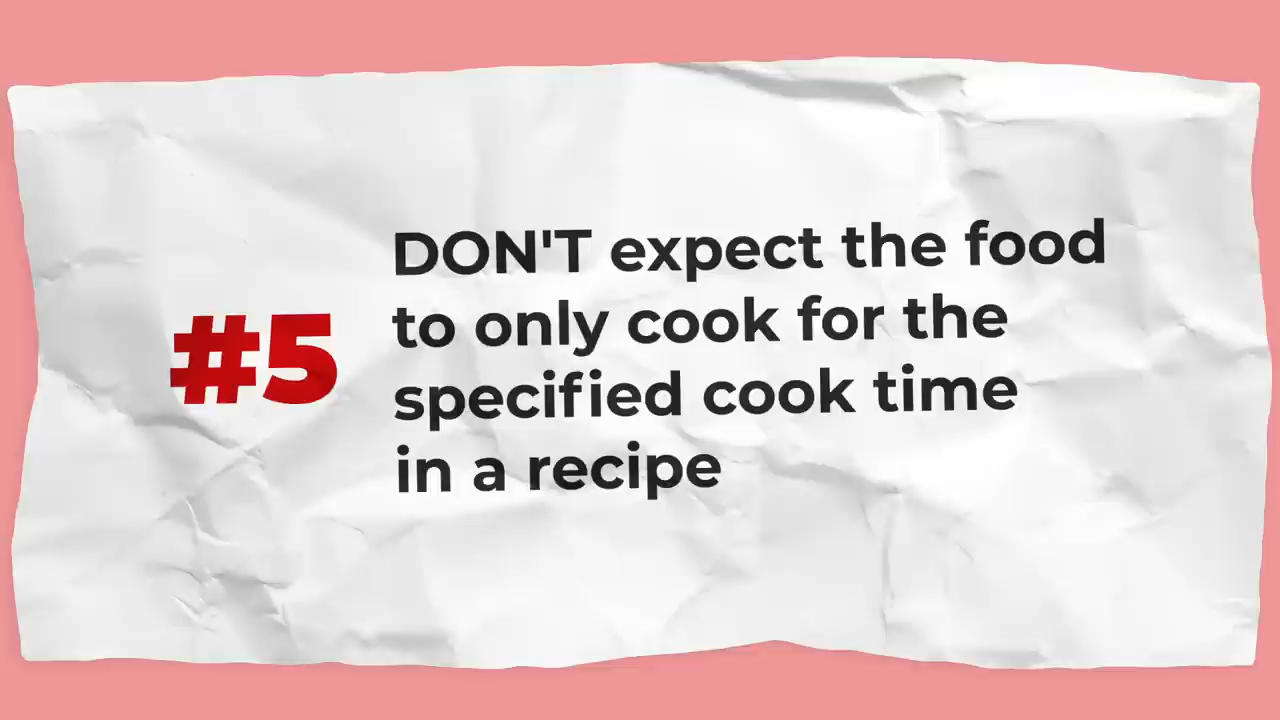 #5
DON'T expect the food
to only cook for the
specified cook time
in a recipe